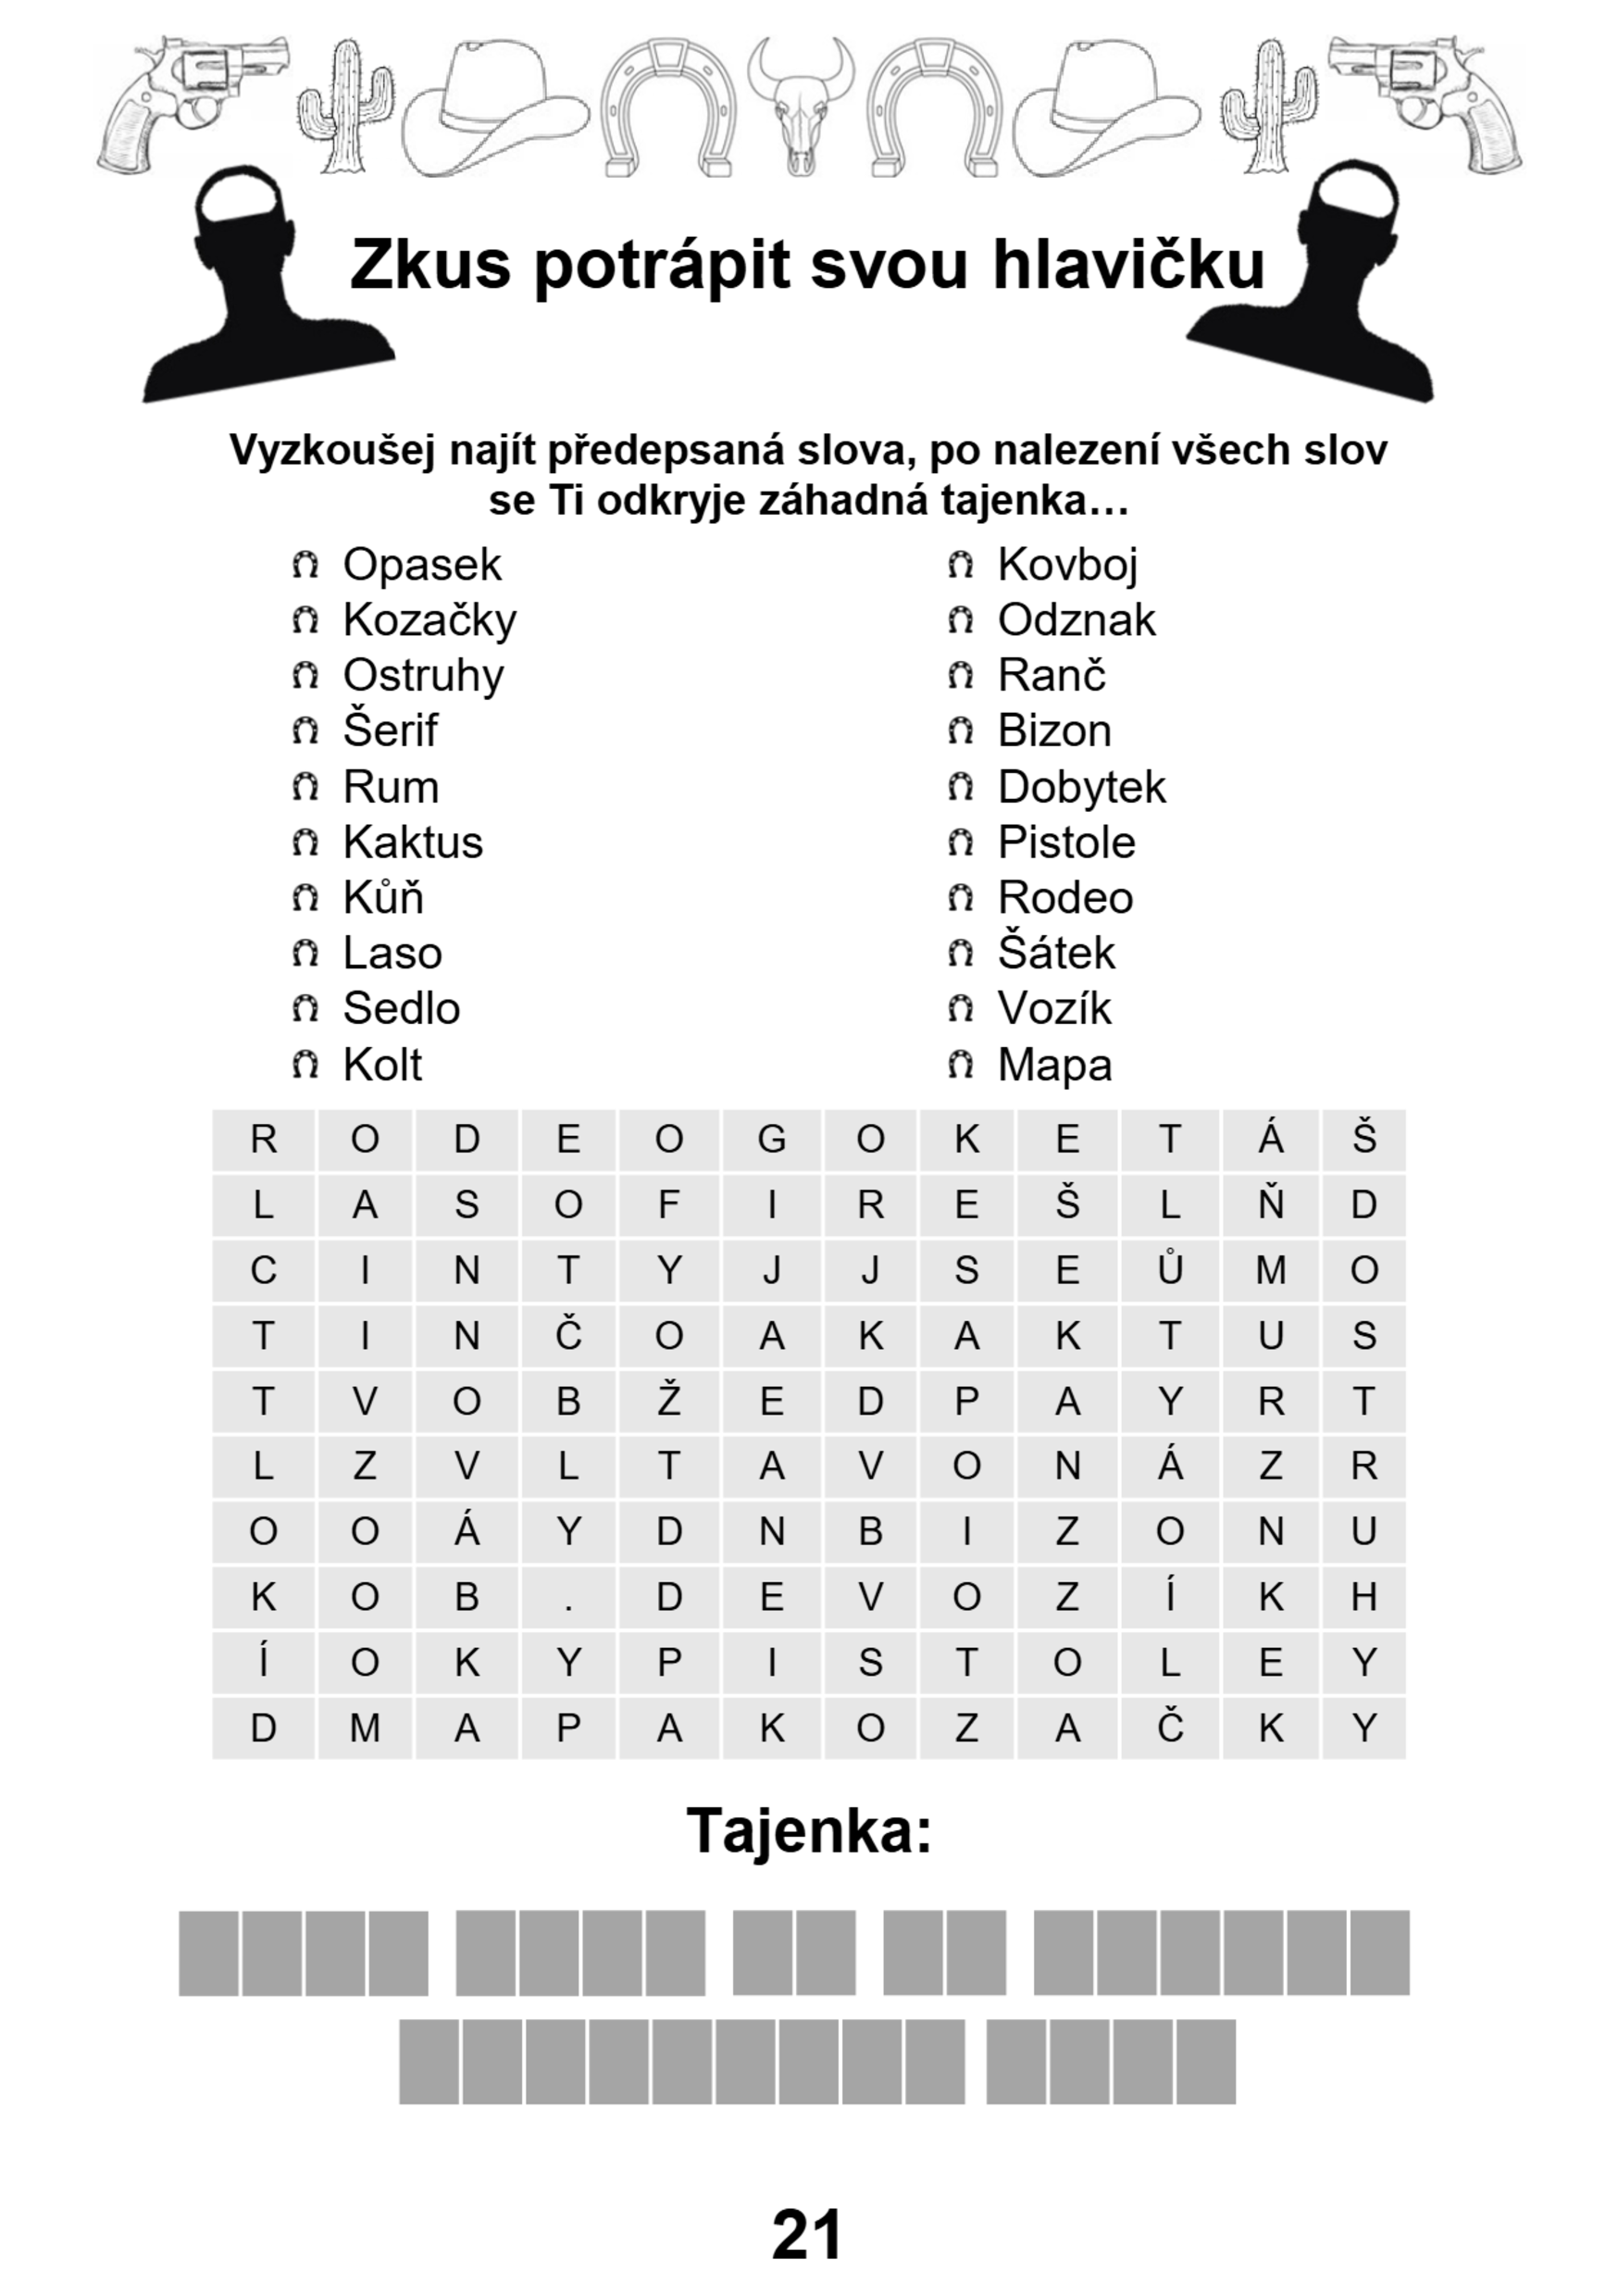 Zkus potrápit svou hlavičku
Vyzkoušej najít předepsaná slova, po nalezení všech slov
se Ti odkryje záhadná tajenka...
Opasek
Kozačky
Ostruhy
Šerif
Rum
Kaktus
Kůň
Laso
Sedlo
Kolt
Kovboj
Odznak
Ranč
Bizon
Dobytek
Pistole
Rodeo
Šátek
Vozík
Mapa
R O D E O G O K E T Á Š
L A S O F I R E Š L Ň D
C I N T Y J J S E Ů M O
T I N Č O A K A K T U S
T V O B Ž E D P A Y R T
L Z V L T A V O N Á Z R
O O Á Y D N B I Z O N U
K O B . D E V O Z Í K H
Í O K Y P I S T O L E Y
D M A P A K O Z A Č K Y
Tajenka:
21